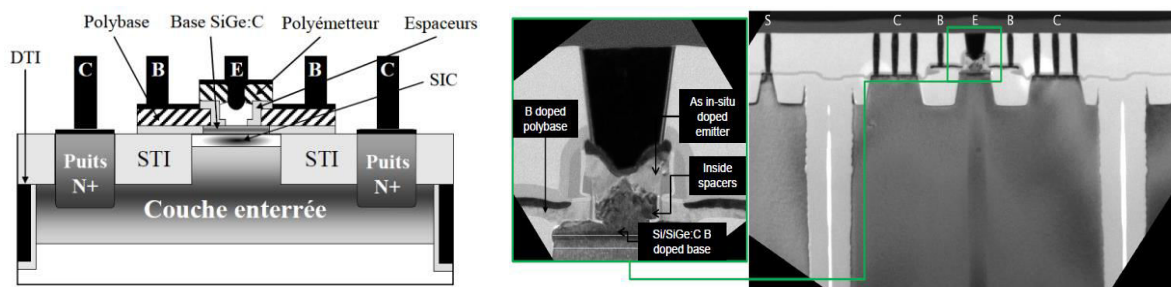 Polybase
Base SiGe:C
Polyémetteur
Espaceurs
DTI
SIC
C
B
E
B
C
Puits
N+
STI
STI
Puits
N+
Couche enterrée
B doped
polybase
As in-situ
doped
emitter
Inside
spacers
Si/SiGe:C B
doped base
S
C
B
E
B
C